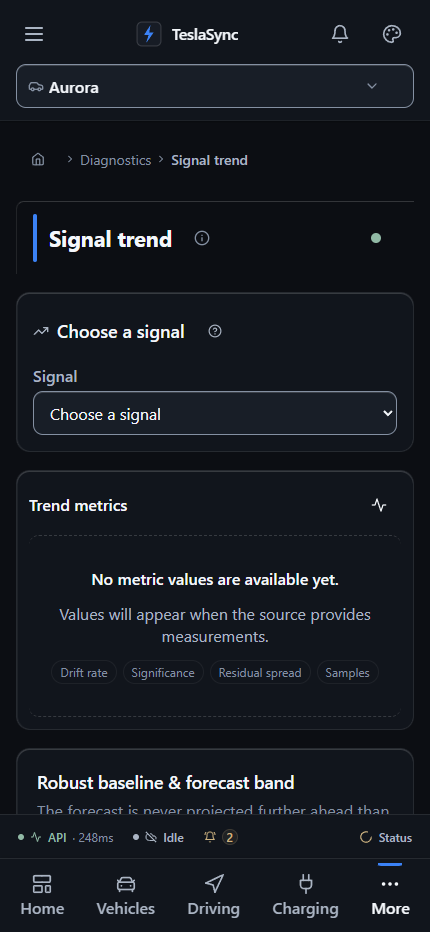 TeslaSync
Aurora
Diagnostics
Signal trend
Signal trend
Choose a signal
Signal
Choose a signal
Trend metrics
No metric values are available yet.
Values will appear when the source provides
measurements.
Drift rate
Significance
Residual spread
Samples
Robust baseline & forecast band
The forecast is never projected further ahead than
API · 248ms
Idle
2
Status
Home
Vehicles
Driving
Charging
More